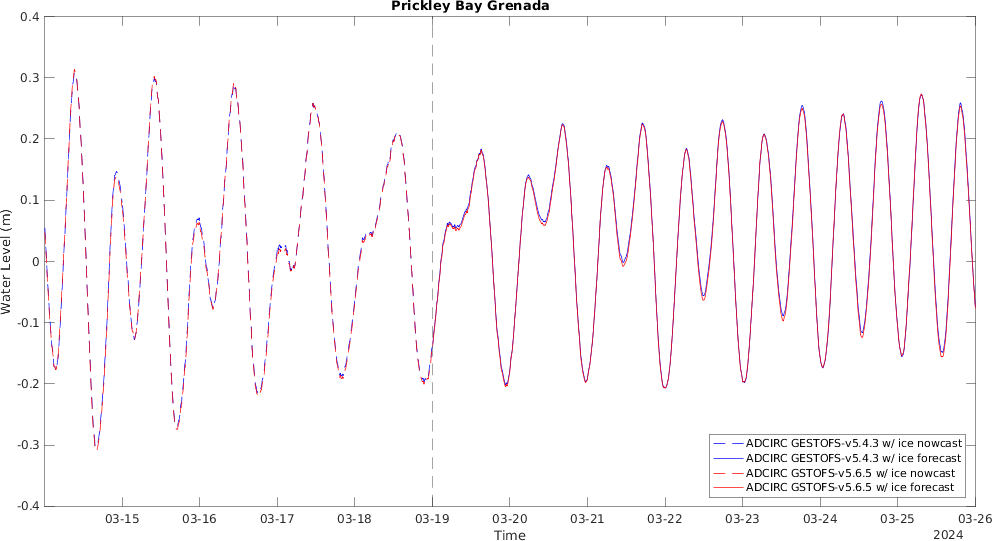 Prickley Bay Grenada
0.4
0.3
0.2
0.1
0
-0.1
-0.2
-0.3
-0.4
Water Level (m)
ADCIRC GESTOFS-v5.4.3 w/ ice nowcast
ADCIRC GESTOFS-v5.4.3 w/ ice forecast
ADCIRC GSTOFS-v5.6.5 w/ ice nowcast
ADCIRC GSTOFS-v5.6.5 w/ ice forecast
03-15 03-16 03-17 03-18 03-19 03-20 03-21 03-22 03-23 03-24 03-25 03-26
Time
2024